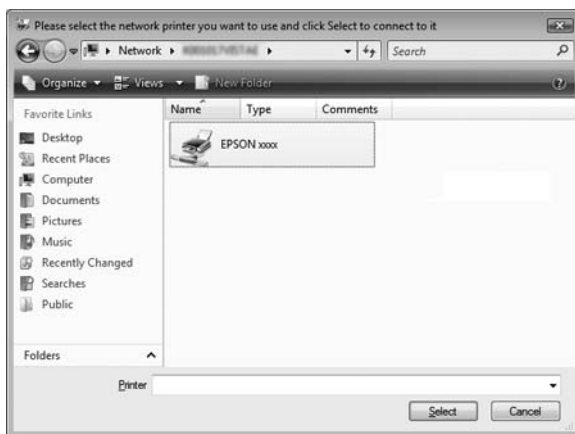 Please select the network printer you want to use and click Select to connect to it
Network
Search
Organize Views New Folder
Favorite Links
Name Type Comments
Desktop
EPSON xxxx
Recent Places
Computer
Documents
Pictures
Music
Recently Changed
Searches
Public
Folders
Printer
Select Cancel